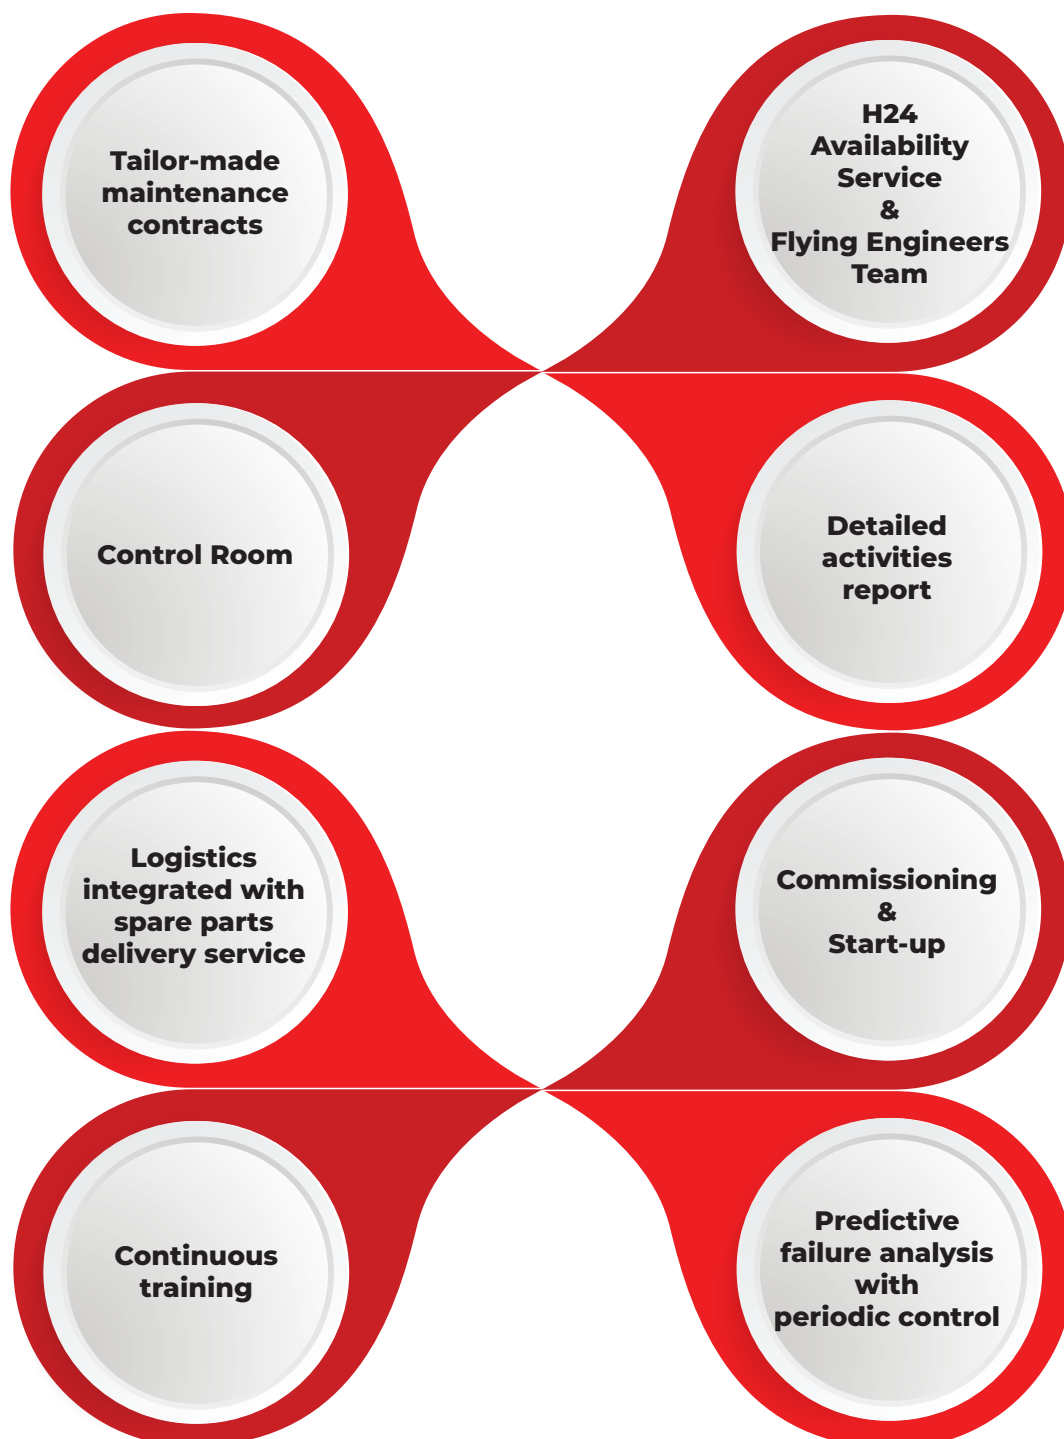 Tailor-made
maintenance
contracts
H24
Availability
Service
&
Flying Engineers
Team
Control Room
Detailed
activities
report
Logistics
integrated with
spare parts
delivery service
Commissioning
&
Start-up
Continuous
training
Predictive
failure analysis
with
periodic control